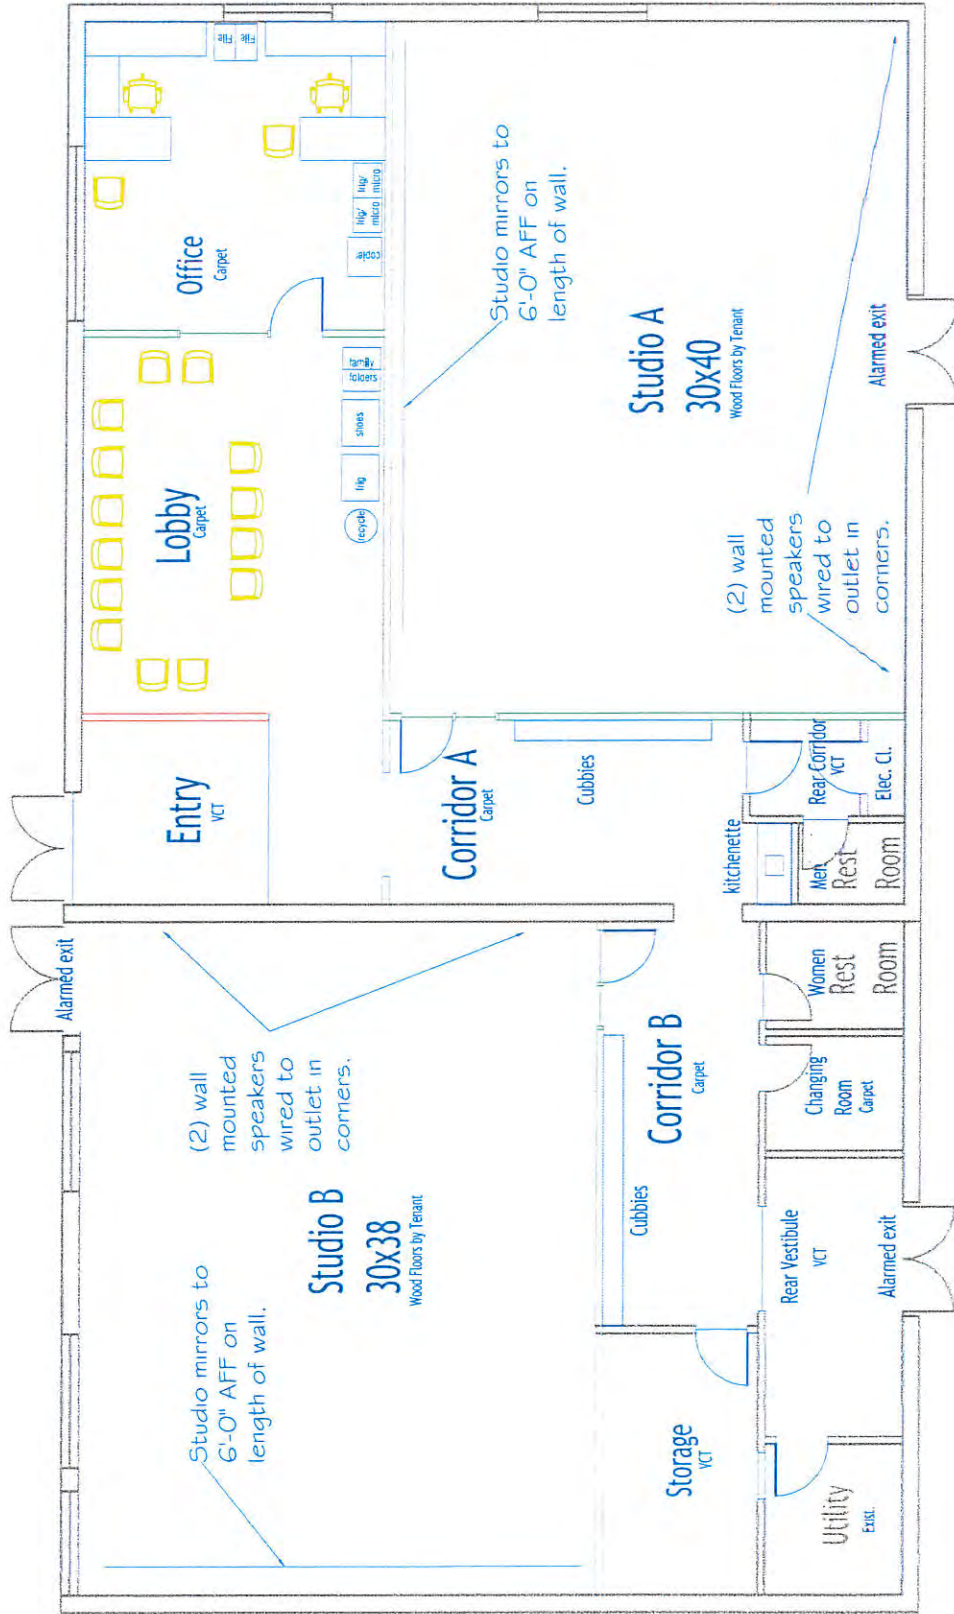 Studio mirrors to
6'-0" AFF on
length of wall.
Alarmed exit
(2) wall
mounted
speakers
wired to
outlet in
corners.
Studio B
30x38
Wood Floors by Tenant
Entry
VCT
Lobby
Carpet
Office
Carpet
File
File
frig/
micro
frig/
micro
copier
family
folders
shoes
frig
recycle
Storage
VCT
Cubbies
Corridor B
Carpet
Corridor A
Carpet
Cubbies
Studio mirrors to
6'-0" AFF on
length of wall.
Studio A
30x40
Wood Floors by Tenant
(2) wall
mounted
speakers
wired to
outlet in
corners.
Alarmed exit
Utility
Exist.
Rear Vestibule
VCT
Alarmed exit
Changing
Room
Carpet
Women
Rest
Room
kitchenette
Men
Rest
Room
Rear Corridor
VCT
Elec. Cl.